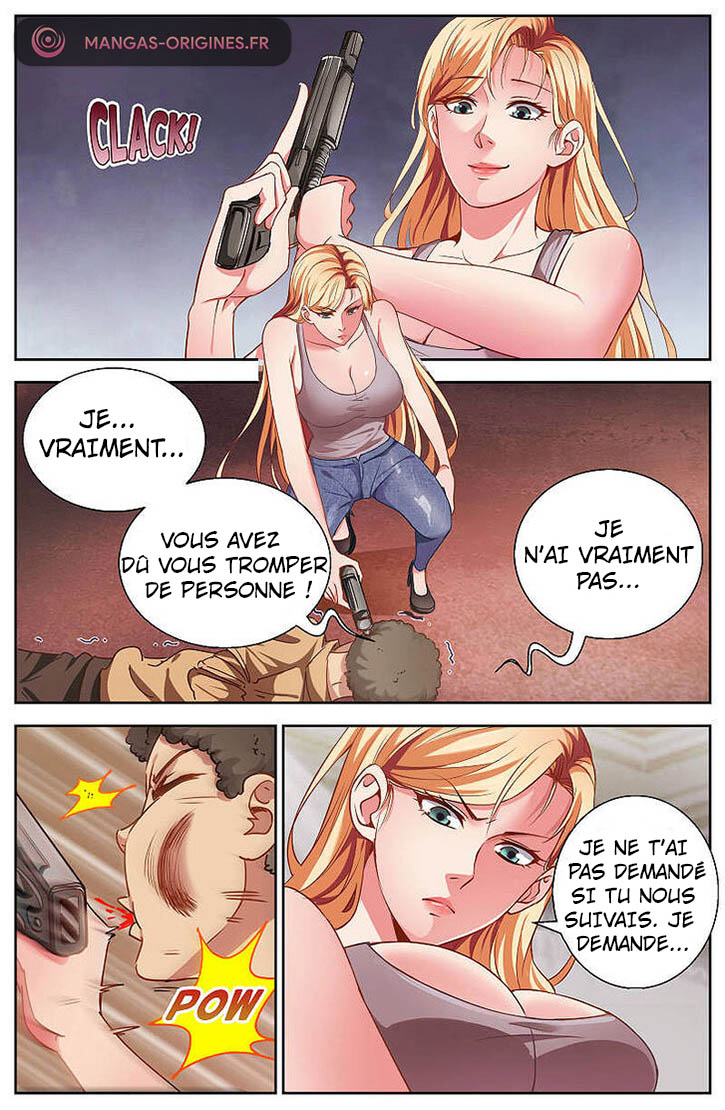 MANGAS-ORIGINES.FR
CLACK!
JE...
VRAIMENT...
VOUS AVEZ
DÛ VOUS TROMPER
DE PERSONNE !
JE
N'AI VRAIMENT
PAS...
POW
JE NE T'AI
PAS DEMANDÉ
SI TU NOUS
SUIVAIS. JE
DEMANDE...